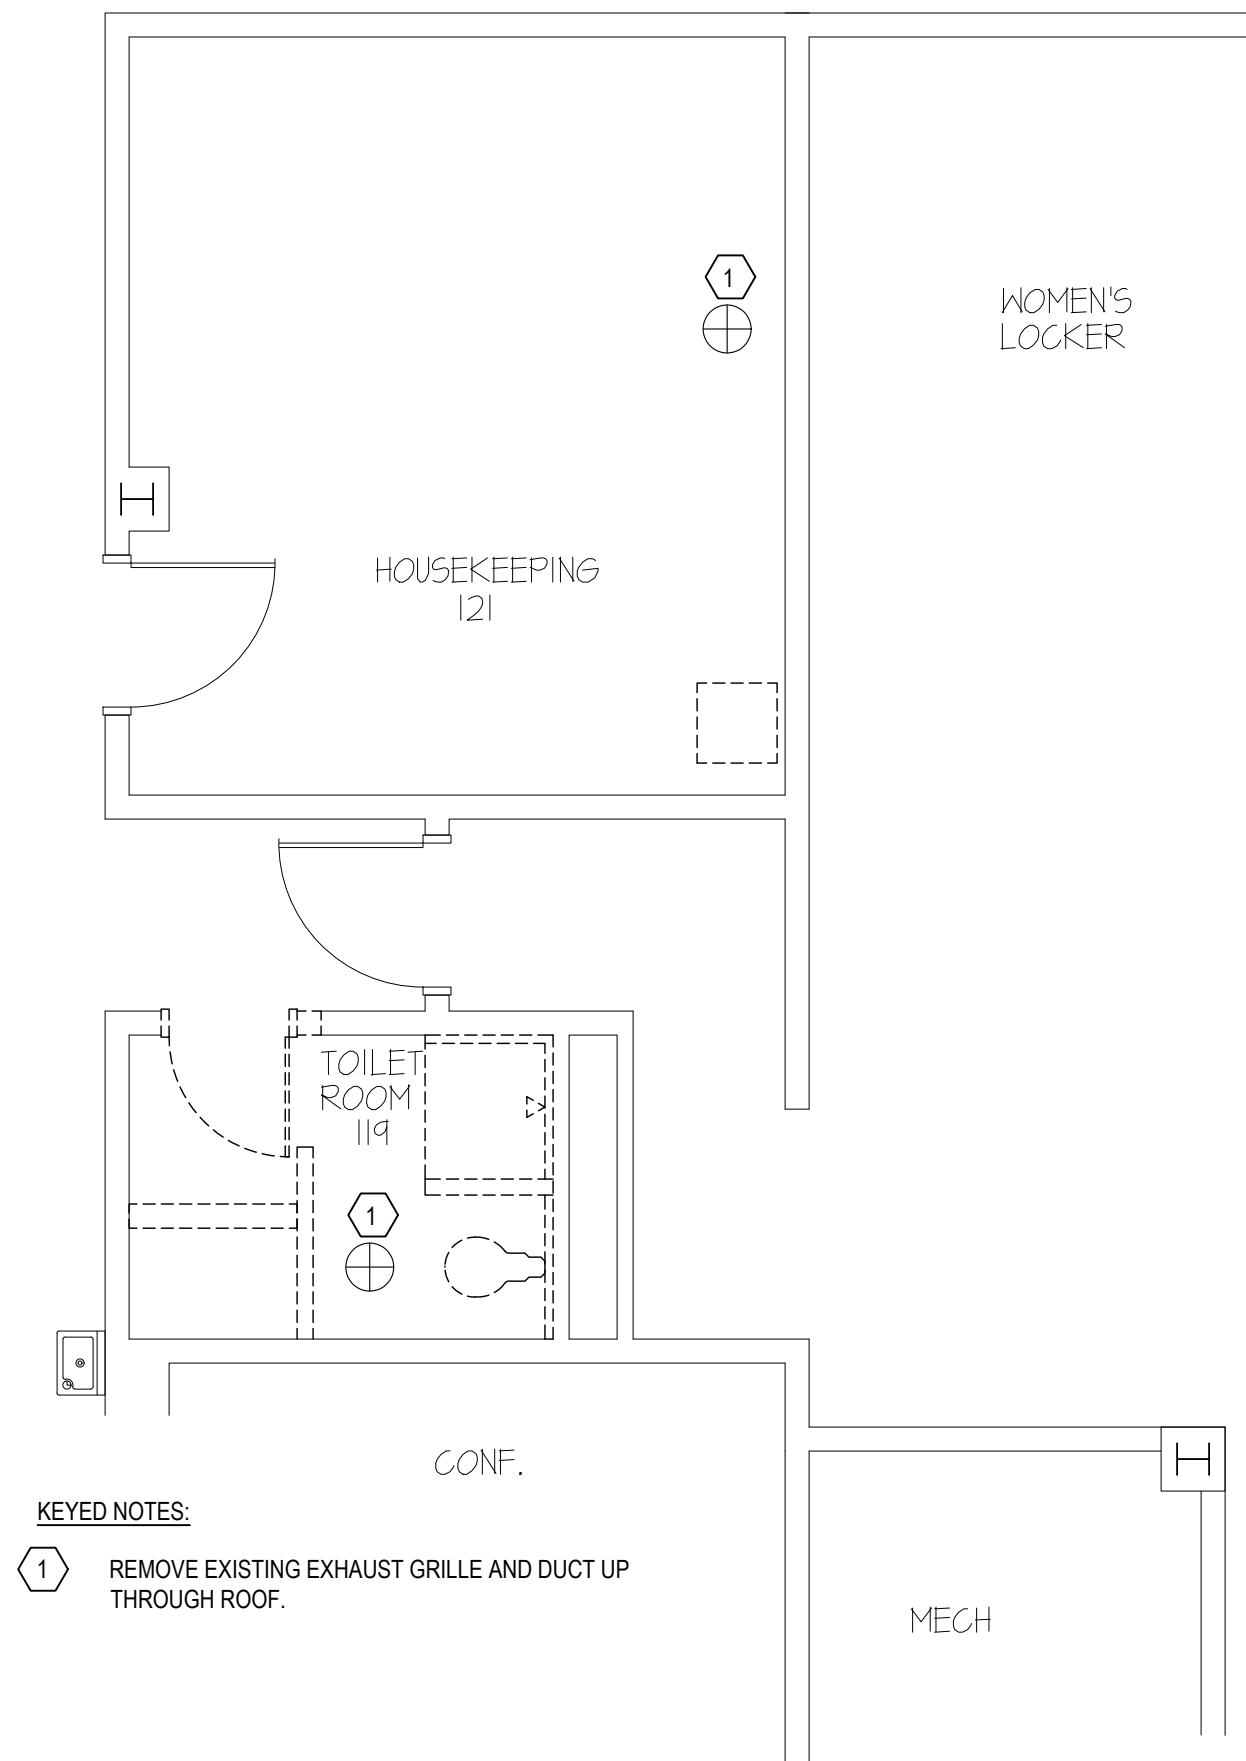 1
WOMEN'S
LOCKER
HOUSEKEEPING
121
TOILET
ROOM
119
1
CONF.
KEYED NOTES:
1 REMOVE EXISTING EXHAUST GRILLE AND DUCT UP
THROUGH ROOF.
MECH